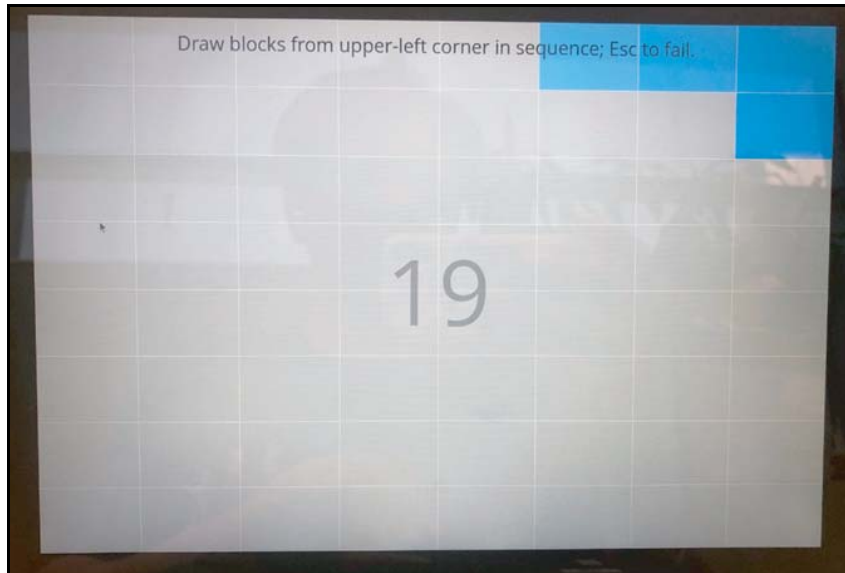 Draw blocks from upper-left corner in sequence; Esc to fail.
19